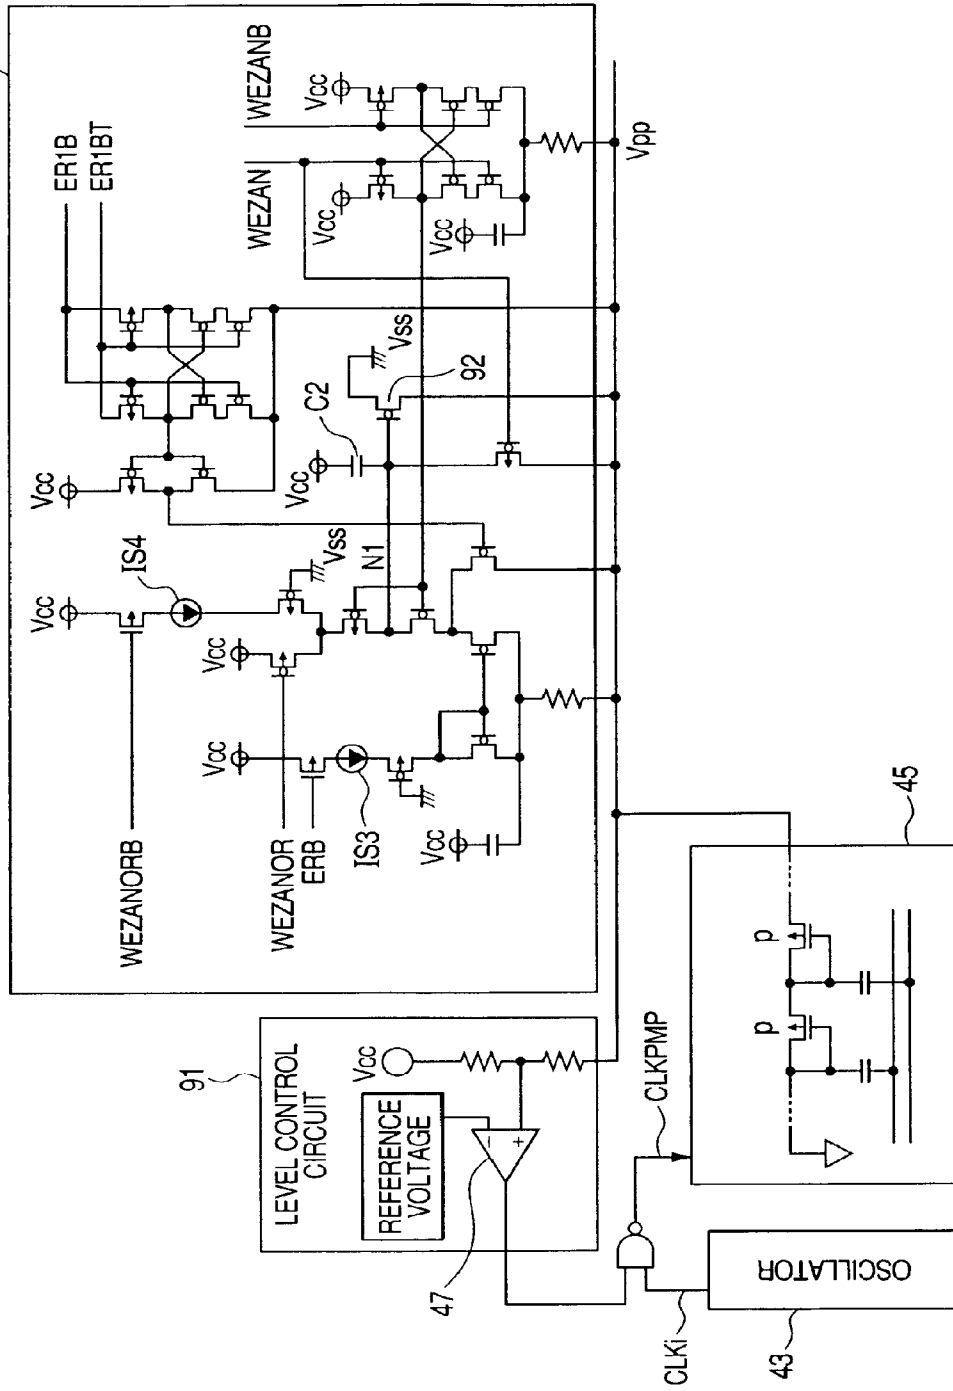 ER1B
ER1BT
WEZAN
WEZANB
Vcc
Vcc
Vcc
Vpp
Vcc
Vcc
C2
Vss
92
Vcc
IS4
Vss
N1
Vcc
Vcc
IS3
Vcc
WEZANORB
WEZANOR
ERB
91
LEVEL CONTROL
CIRCUIT
Vcc
REFERENCE
VOLTAGE
-
+
47
45
p
p
CLKPMP
CLKi
OSCILLATOR
43